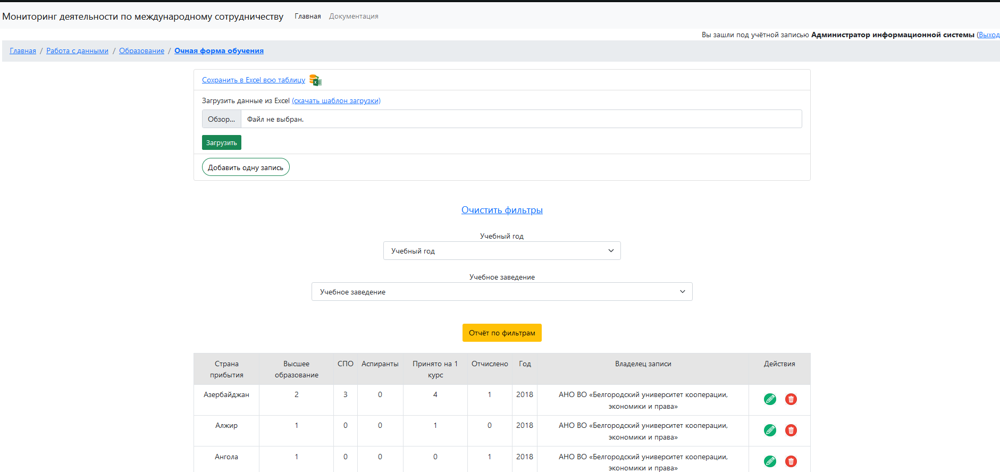 Мониторинг деятельности по международному сотрудничеству Главная Документация
Вы зашли под учётной записью Администратор информационной системы (Выход
Главная / Работа с данными / Образование / Очная форма обучения
Сохранить в Excel всю таблицу
Загрузить данные из Excel (скачать шаблон загрузки)
Обзор... Файл не выбран.
Загрузить
Добавить одну запись
Очистить фильтры
Учебный год
Учебный год
Учебное заведение
Учебное заведение
Отчёт по фильтрам
Страна прибытия Высшее образование СПО Аспиранты Принято на 1 курс Отчислено Год Владелец записи Действия
Азербайджан 2 3 0 4 1 2018 АНО ВО «Белгородский университет кооперации, экономики и права»
Алжир 1 0 0 1 0 2018 АНО ВО «Белгородский университет кооперации, экономики и права»
Ангола 1 0 0 0 1 2018 АНО ВО «Белгородский университет кооперации, экономики и права»